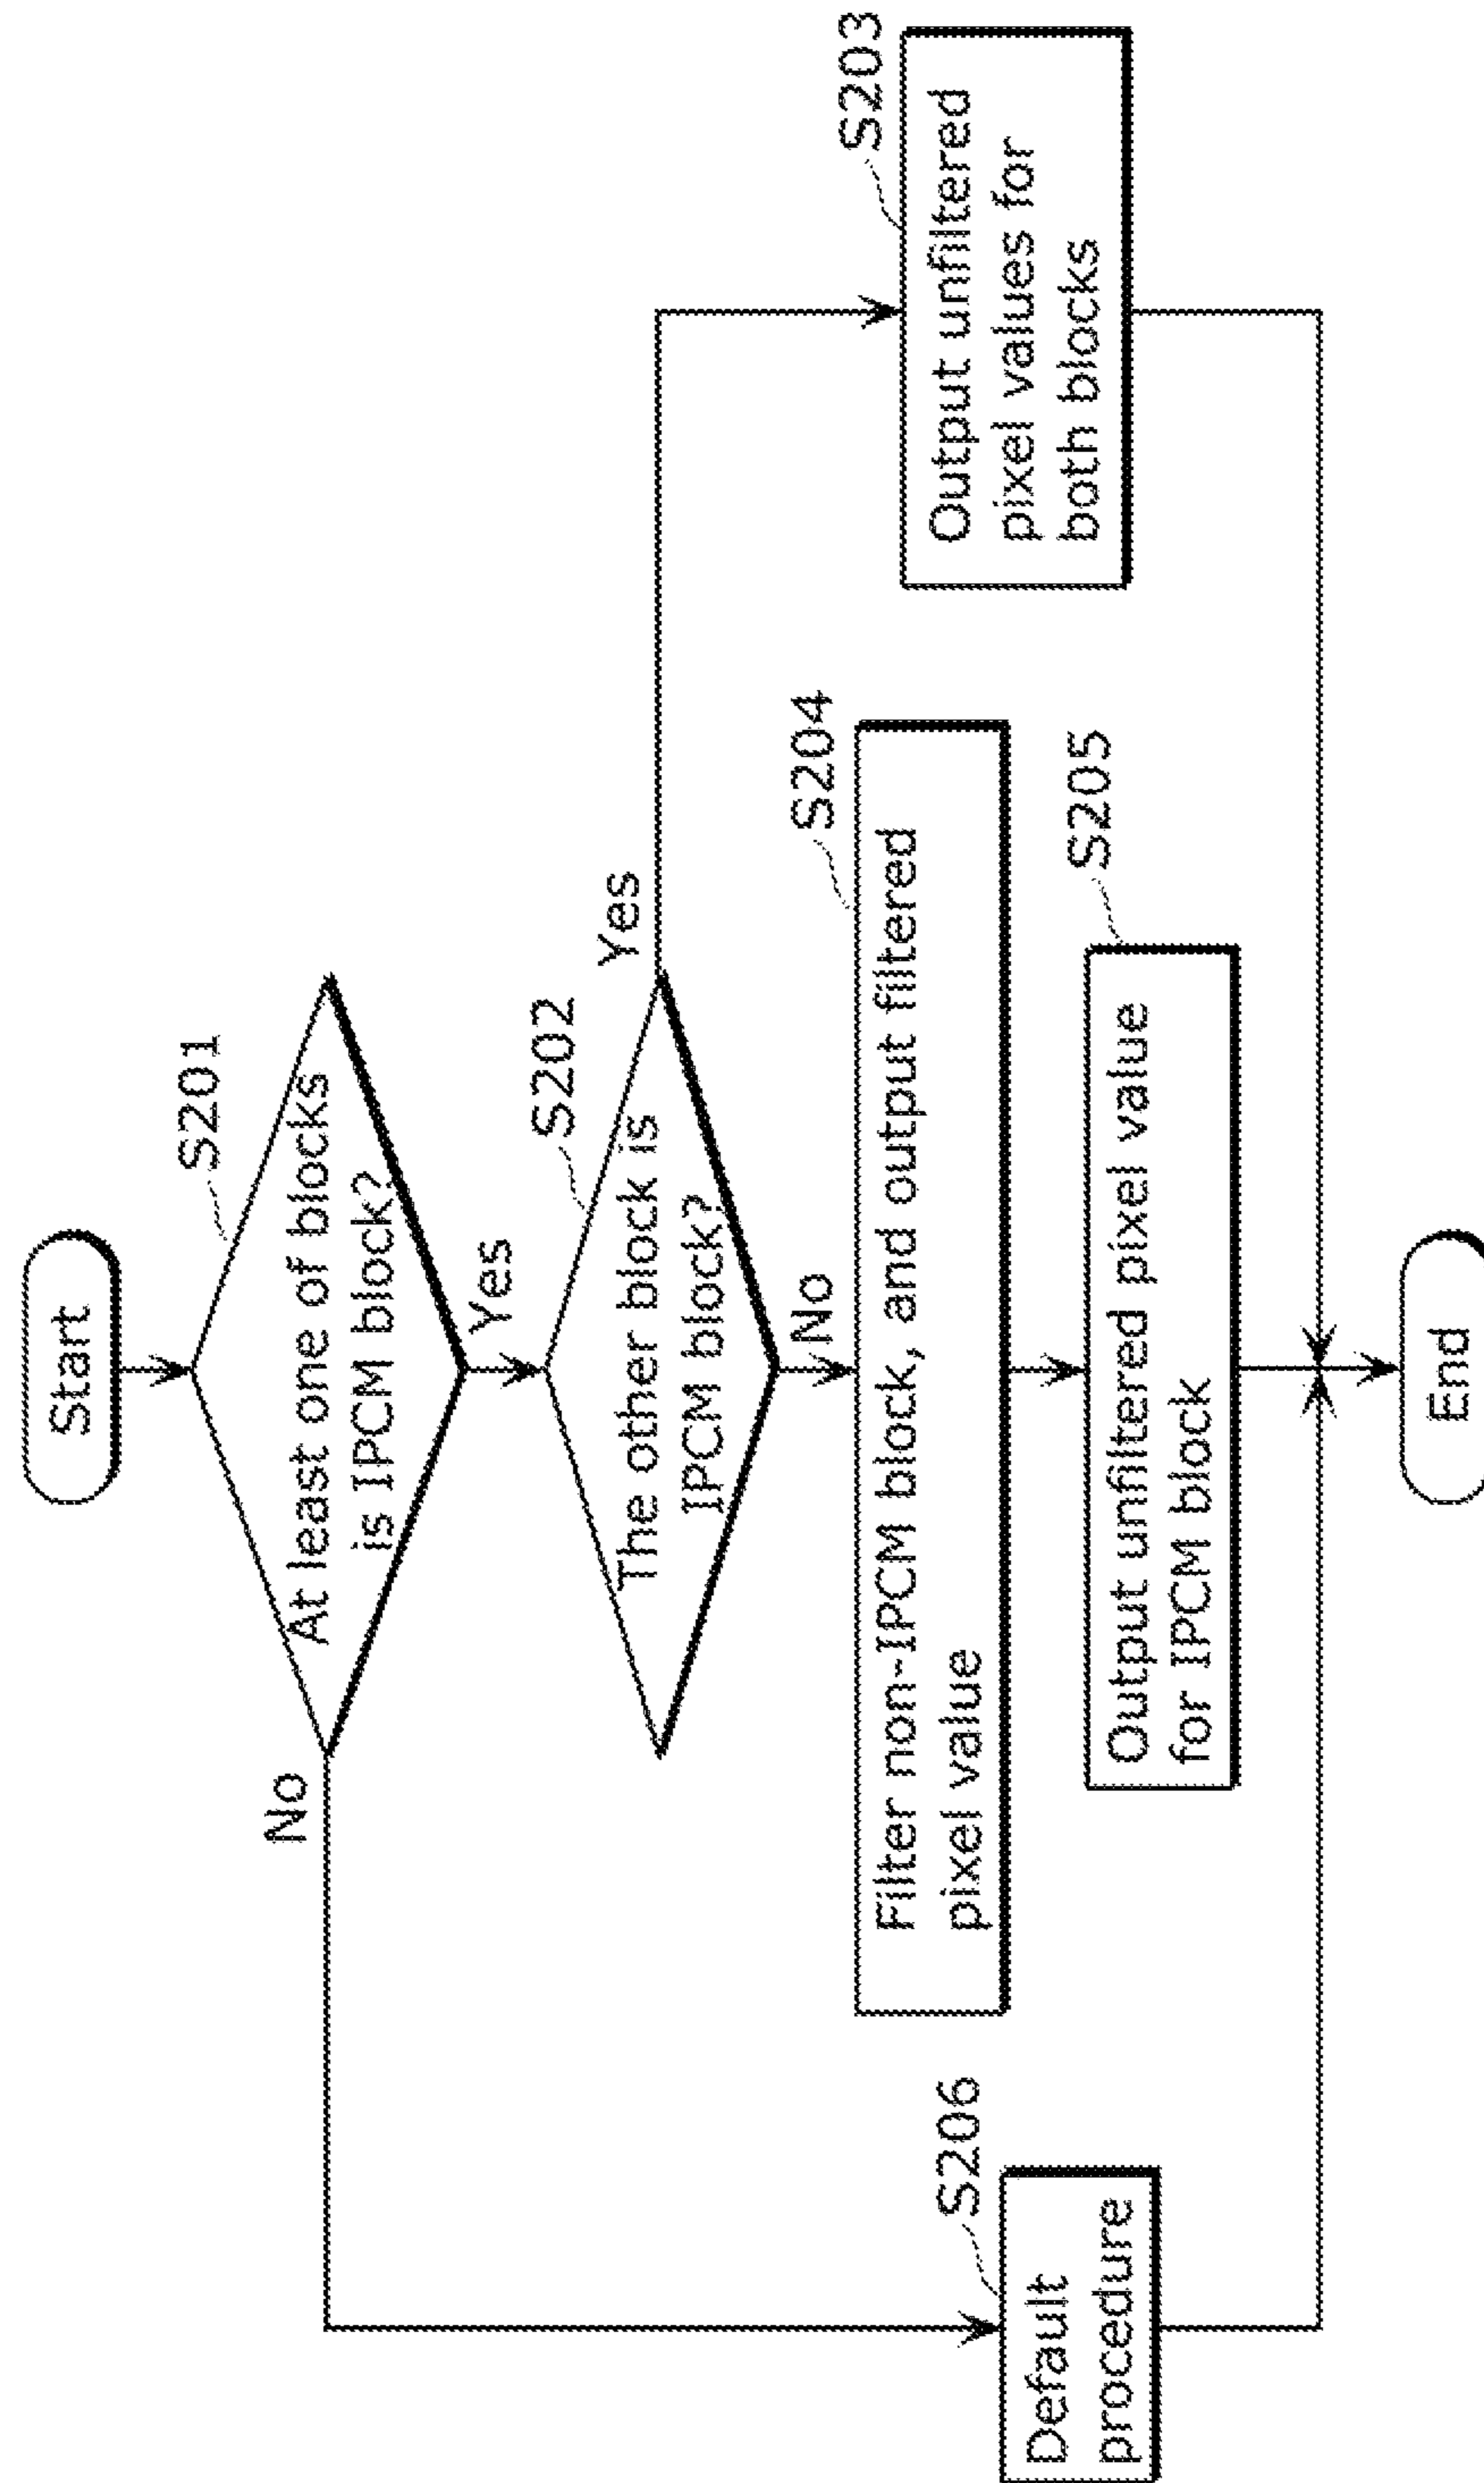 Start
S201
At least one of blocks
is IPCM block?
No
Yes
S202
The other block is
IPCM block?
Yes
No
S203
Output unfiltered
pixel values for
both blocks
S204
Filter non-IPCM block, and output filtered
pixel value
S205
Output unfiltered pixel value
for IPCM block
S206
Default
procedure
End